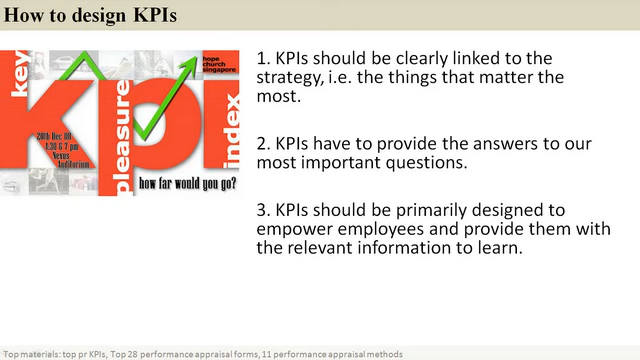 How to design KPIs
key
kpi
pleasure
index
hope
church
singapore
20th Dec 08
4.30 & 7 pm
Nexus
Auditorium
how far would you go?
1. KPIs should be clearly linked to the
strategy, i.e. the things that matter the
most.
2. KPIs have to provide the answers to our
most important questions.
3. KPIs should be primarily designed to
empower employees and provide them with
the relevant information to learn.
Top materials: top pr KPIs, Top 28 performance appraisal forms, 11 performance appraisal methods